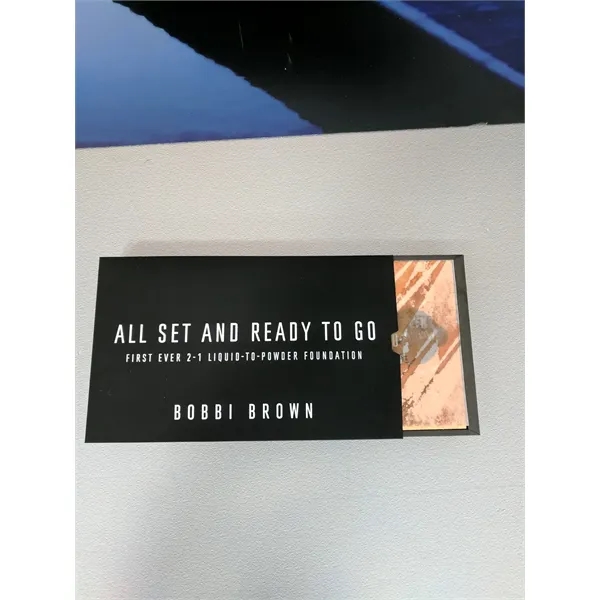 ALL SET AND READY TO GO
FIRST EVER 2-1 LIQUID-TO-POWDER FOUNDATION
BOBBI BROWN